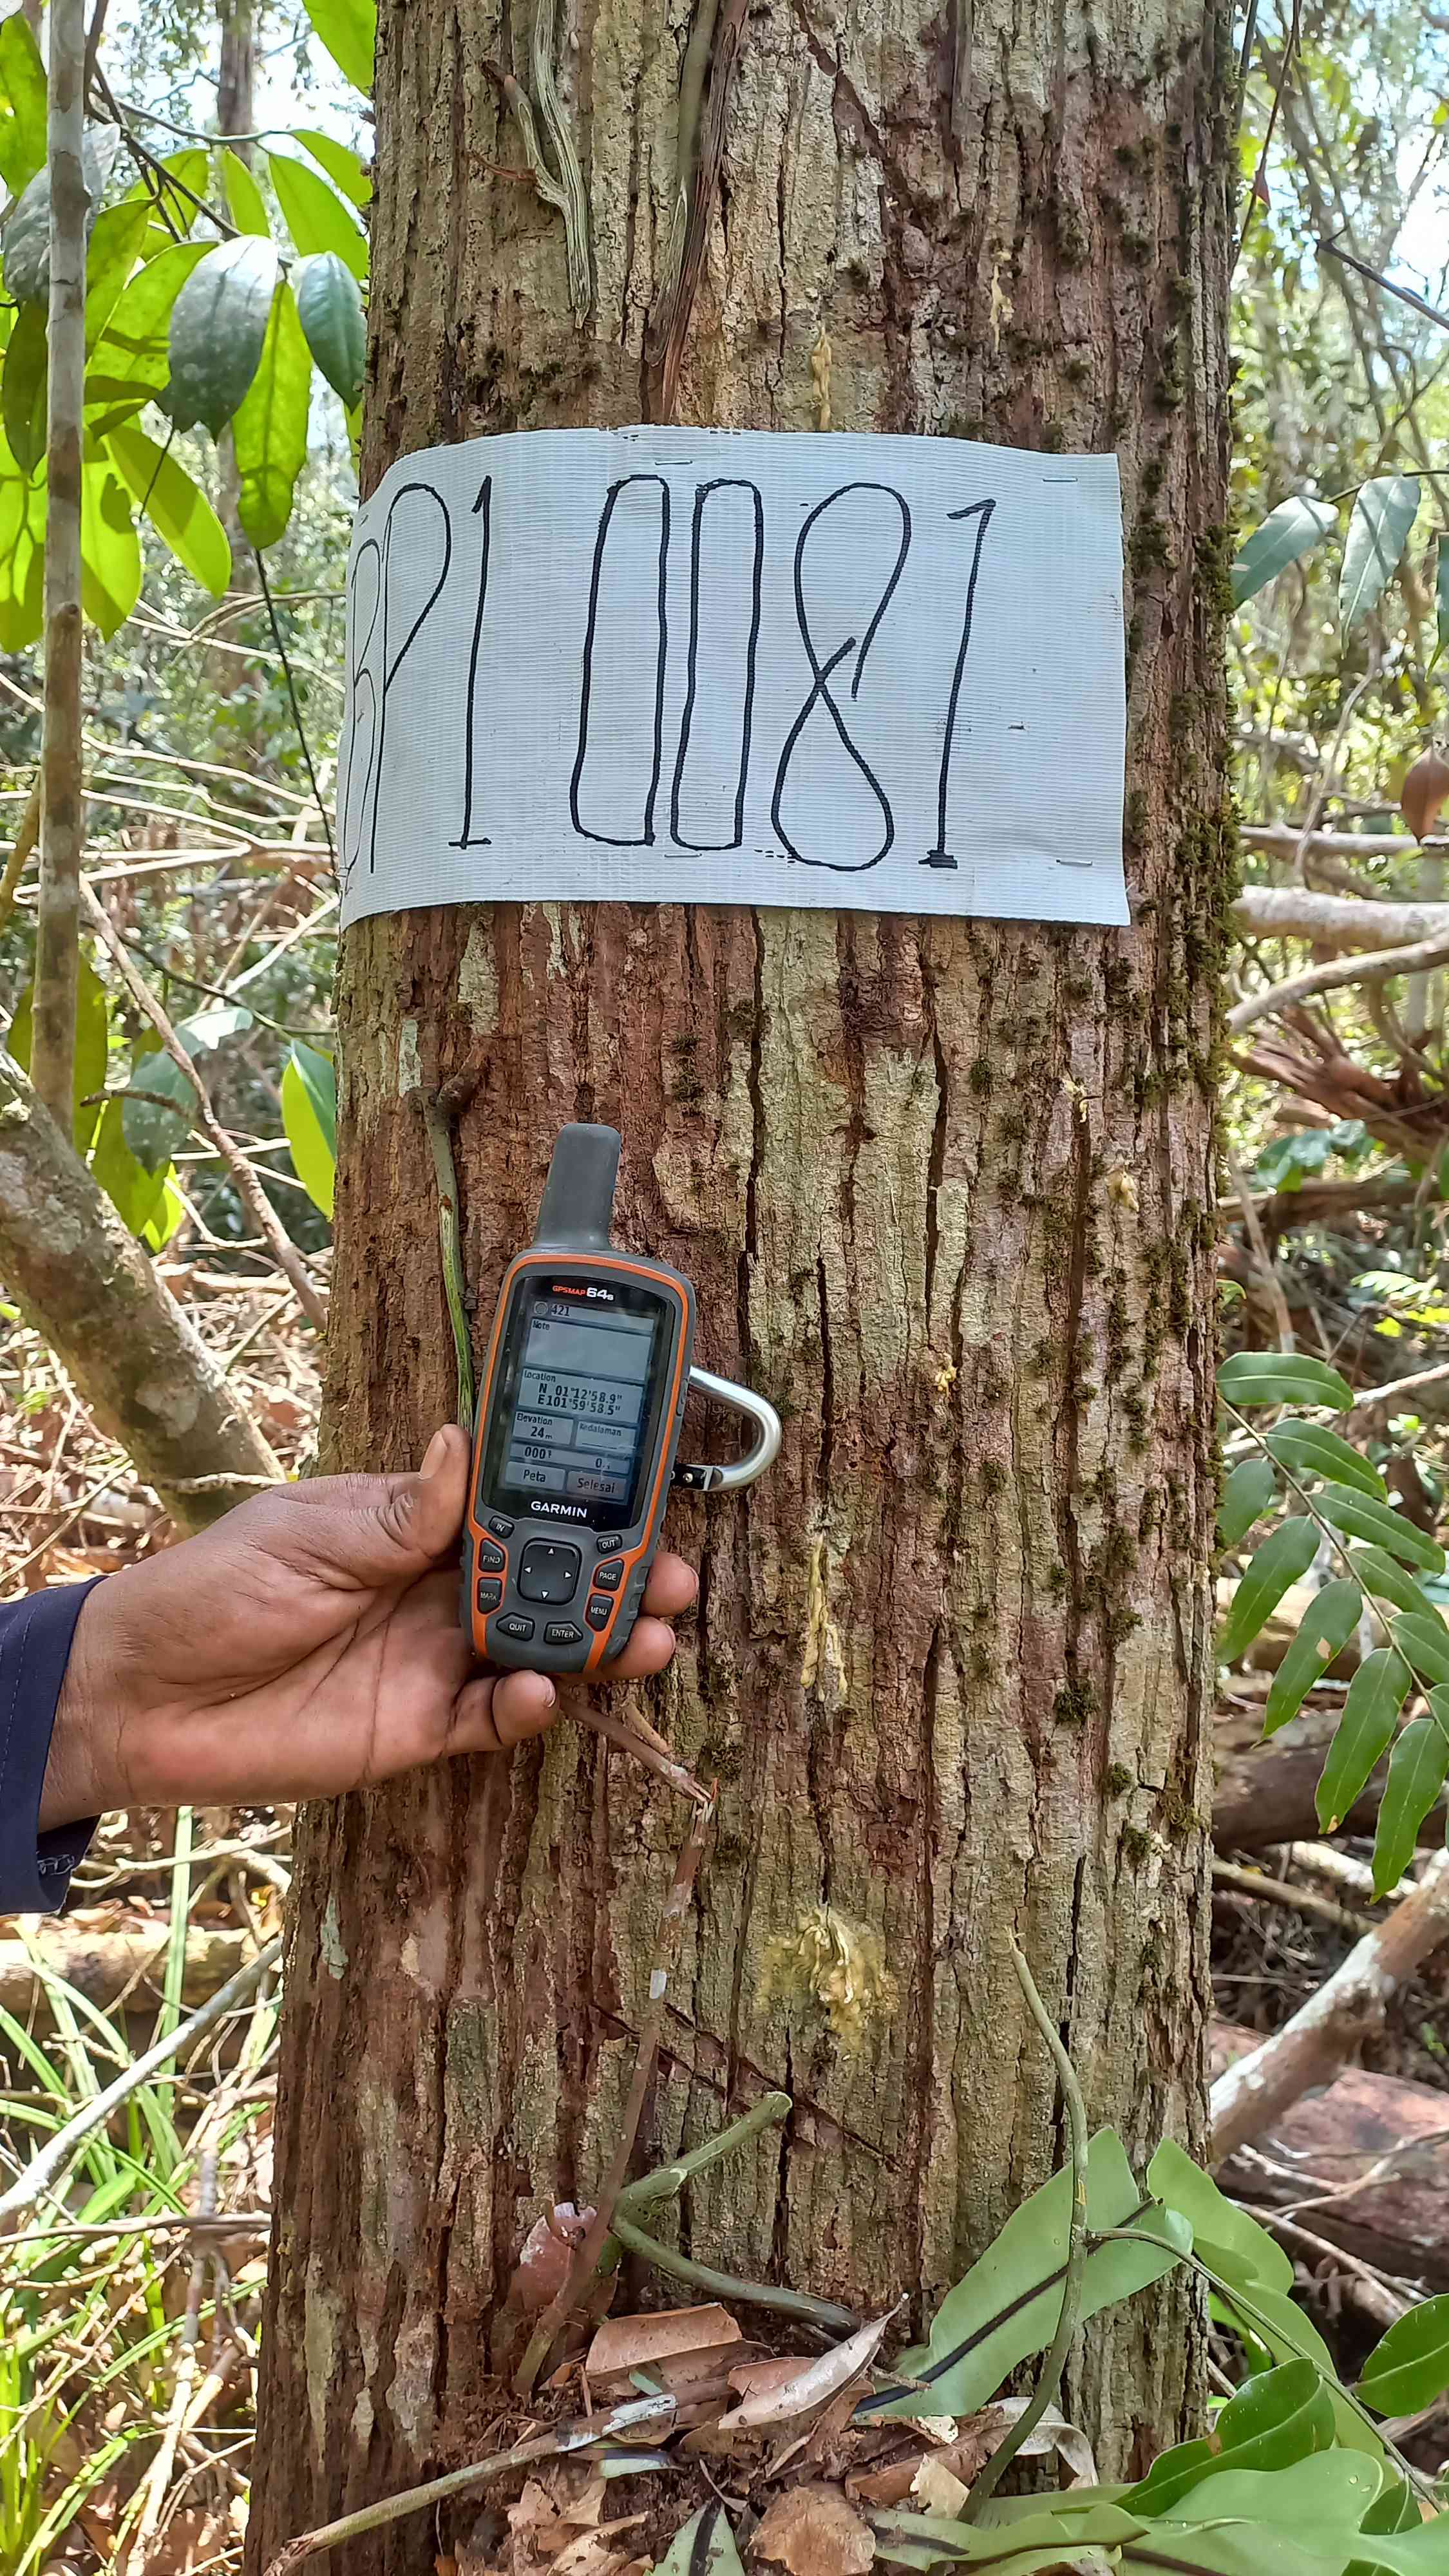 BP1 0081
GPSMAP 64s
421
Note
Location
N 01°12'58.9"
E101°59'58.5"
Elevation Kedalaman
24m
0001 0.
Peta Selesai
GARMIN
IN OUT
FIND PAGE
MARK MENU
QUIT ENTER